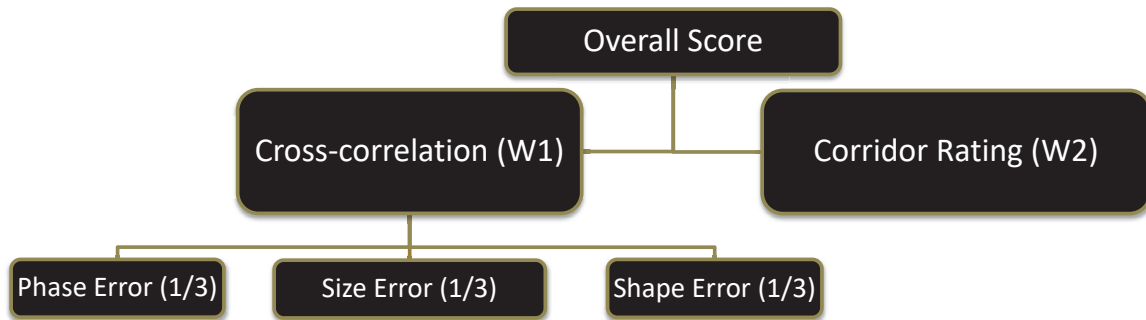 Overall Score
Cross-correlation (W1)
Corridor Rating (W2)
Phase Error (1/3)
Size Error (1/3)
Shape Error (1/3)